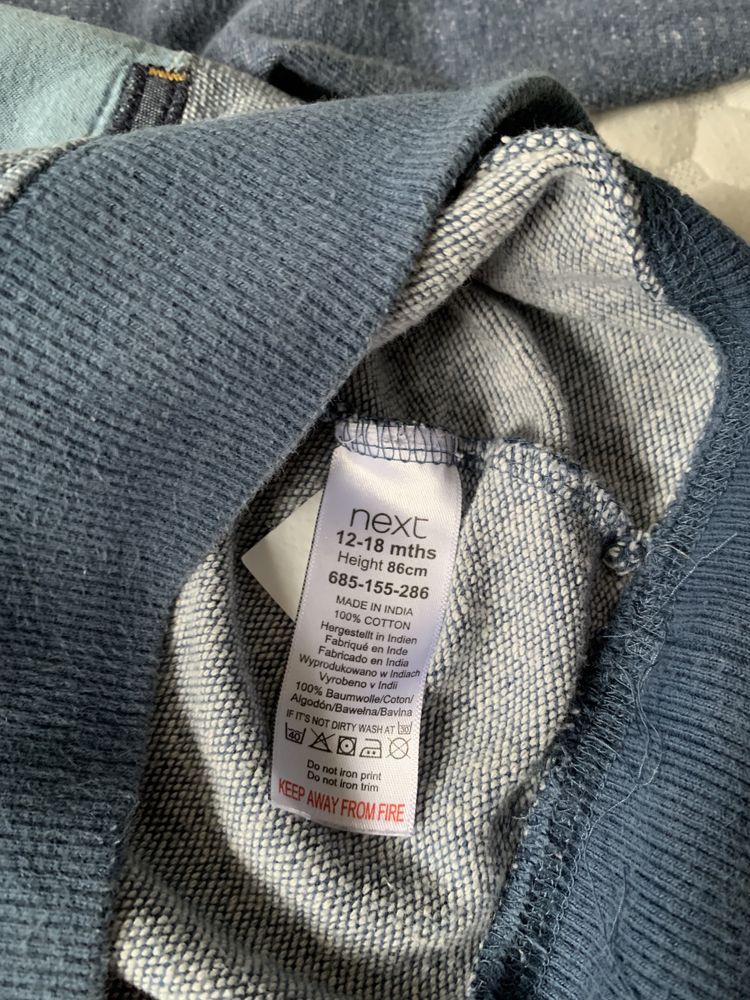 next
12-18 mths
Height 86cm
685-155-286
MADE IN INDIA
100% COTTON
Hergestellt in Indien
Fabriqué en Inde
Fabricado en India
Wyprodukowano w Indiach
Vyrobeno v Indii
100% Baumwolle/Coton/
Algodón/Bawełna/Bavlna
IF IT'S NOT DIRTY WASH AT 30
40
Do not iron print
Do not iron trim
KEEP AWAY FROM FIRE